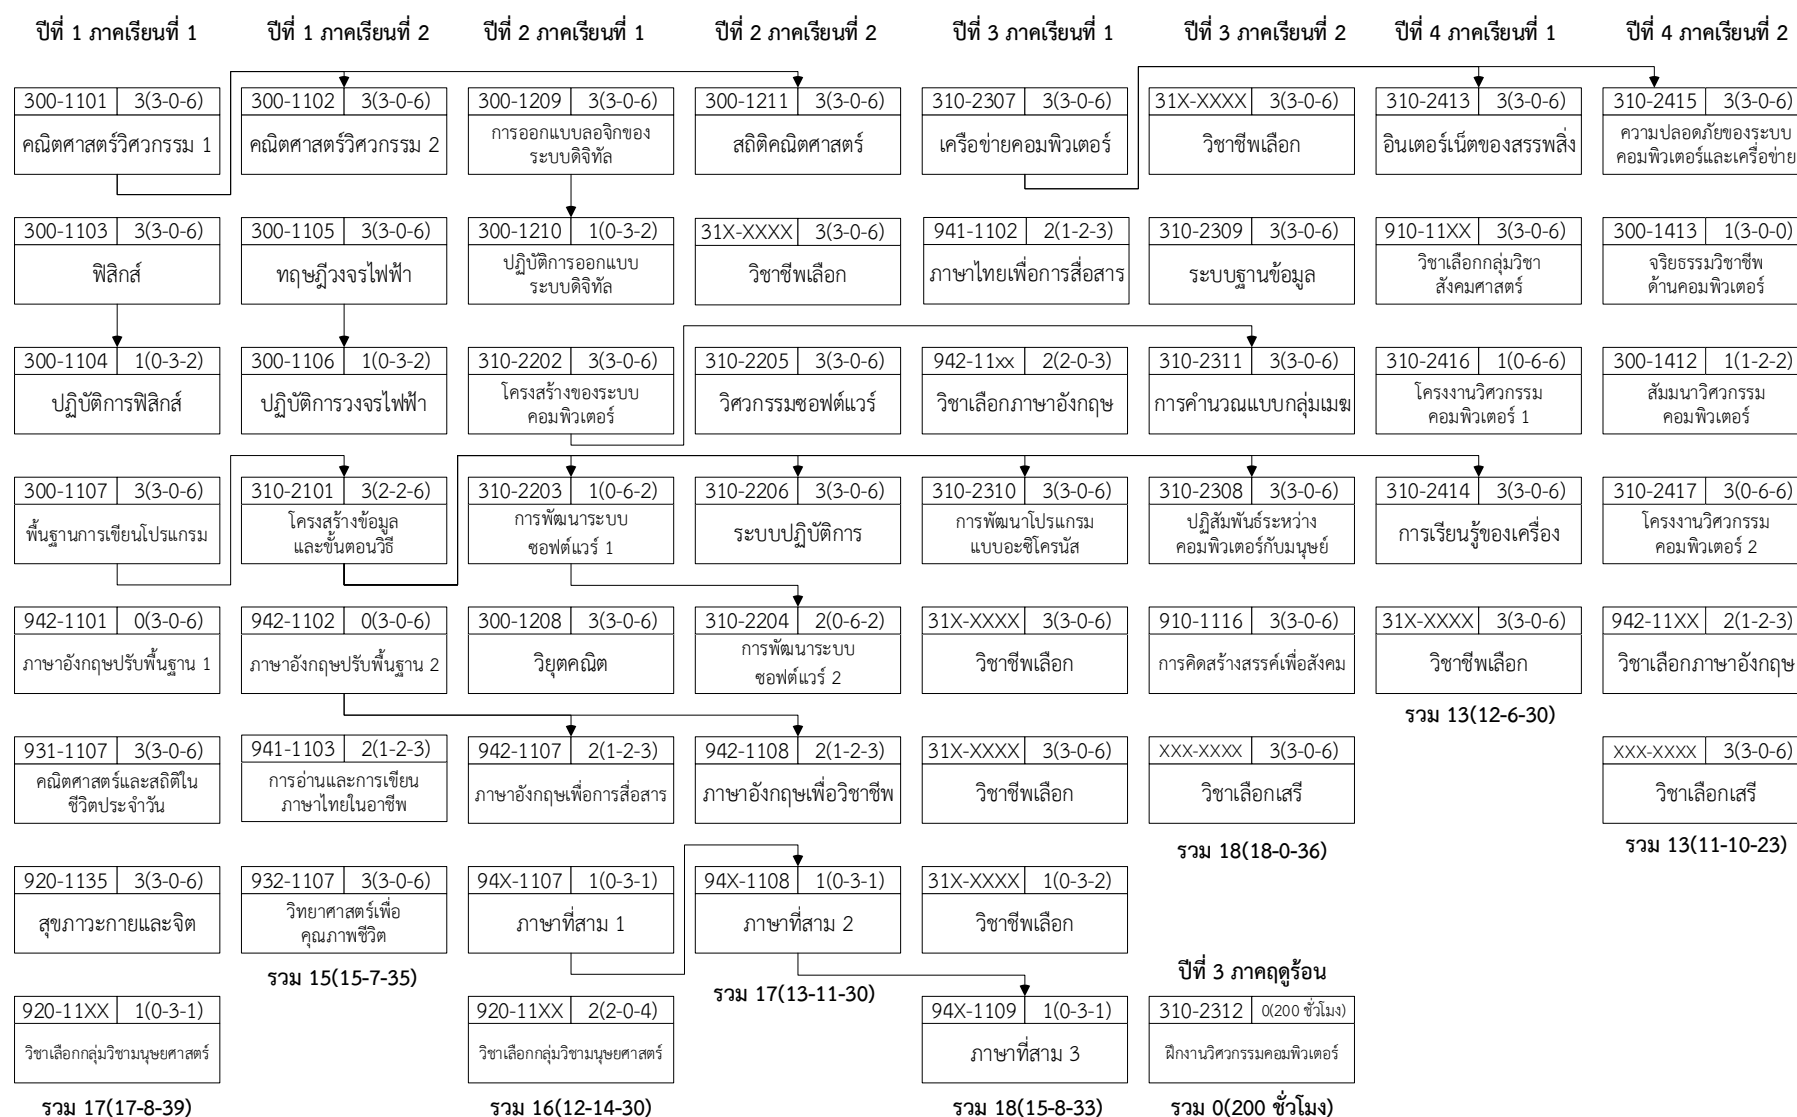 ปีที่ 1 ภาคเรียนที่ 1 ปีที่ 1 ภาคเรียนที่ 2 ปีที่ 2 ภาคเรียนที่ 1 ปีที่ 2 ภาคเรียนที่ 2 ปีที่ 3 ภาคเรียนที่ 1 ปีที่ 3 ภาคเรียนที่ 2 ปีที่ 4 ภาคเรียนที่ 1 ปีที่ 4 ภาคเรียนที่ 2
300-1101 3(3-0-6) 300-1102 3(3-0-6) 300-1209 3(3-0-6) 300-1211 3(3-0-6) 310-2307 3(3-0-6) 31X-XXXX 3(3-0-6) 310-2413 3(3-0-6) 310-2415 3(3-0-6)
คณิตศาสตร์วิศวกรรม 1 คณิตศาสตร์วิศวกรรม 2 การออกแบบลอจิกของ สถิติคณิตศาสตร์ เครือข่ายคอมพิวเตอร์ วิชาชีพเลือก อินเตอร์เน็ตของสรรพสิ่ง ความปลอดภัยของระบบ
ระบบดิจิทัล คอมพิวเตอร์และเครือข่าย
300-1103 3(3-0-6) 300-1105 3(3-0-6) 300-1210 1(0-3-2) 31X-XXXX 3(3-0-6) 941-1102 2(1-2-3) 310-2309 3(3-0-6) 910-11XX 3(3-0-6) 300-1413 1(3-0-0)
ฟิสิกส์ ทฤษฎีวงจรไฟฟ้า ปฏิบัติการออกแบบ วิชาชีพเลือก ภาษาไทยเพื่อการสื่อสาร ระบบฐานข้อมูล วิชาเลือกกลุ่มวิชา จริยธรรมวิชาชีพ
ระบบดิจิทัล สังคมศาสตร์ ด้านคอมพิวเตอร์
300-1104 1(0-3-2) 300-1106 1(0-3-2) 310-2202 3(3-0-6) 310-2205 3(3-0-6) 942-11xx 2(2-0-3) 310-2311 3(3-0-6) 310-2416 1(0-6-6) 300-1412 1(1-2-2)
ปฏิบัติการฟิสิกส์ ปฏิบัติการวงจรไฟฟ้า โครงสร้างของระบบ วิศวกรรมซอฟต์แวร์ วิชาเลือกภาษาอังกฤษ การคำนวณแบบกลุ่มเมฆ โครงงานวิศวกรรม สัมมนาวิศวกรรม
คอมพิวเตอร์ คอมพิวเตอร์ 1 คอมพิวเตอร์
300-1107 3(3-0-6) 310-2101 3(2-2-6) 310-2203 1(0-6-2) 310-2206 3(3-0-6) 310-2310 3(3-0-6) 310-2308 3(3-0-6) 310-2414 3(3-0-6) 310-2417 3(0-6-6)
พื้นฐานการเขียนโปรแกรม โครงสร้างข้อมูล การพัฒนาระบบ ระบบปฏิบัติการ การพัฒนาโปรแกรม ปฏิสัมพันธ์ระหว่าง การเรียนรู้ของเครื่อง โครงงานวิศวกรรม
และขั้นตอนวิธี ซอฟต์แวร์ 1 แบบอะซิโครนัส คอมพิวเตอร์กับมนุษย์ คอมพิวเตอร์ 2
942-1101 0(3-0-6) 942-1102 0(3-0-6) 300-1208 3(3-0-6) 310-2204 2(0-6-2) 31X-XXXX 3(3-0-6) 910-1116 3(3-0-6) 31X-XXXX 3(3-0-6) 942-11XX 2(1-2-3)
ภาษาอังกฤษปรับพื้นฐาน 1 ภาษาอังกฤษปรับพื้นฐาน 2 วิยุตคณิต การพัฒนาระบบ วิชาชีพเลือก การคิดสร้างสรรค์เพื่อสังคม วิชาชีพเลือก วิชาเลือกภาษาอังกฤษ
ซอฟต์แวร์ 2
รวม 13(12-6-30)
931-1107 3(3-0-6) 941-1103 2(1-2-3) 942-1107 2(1-2-3) 942-1108 2(1-2-3) 31X-XXXX 3(3-0-6) XXX-XXXX 3(3-0-6) XXX-XXXX 3(3-0-6)
คณิตศาสตร์และสถิติใน การอ่านและการเขียน ภาษาอังกฤษเพื่อการสื่อสาร ภาษาอังกฤษเพื่อวิชาชีพ วิชาชีพเลือก วิชาเลือกเสรี วิชาเลือกเสรี
ชีวิตประจำวัน ภาษาไทยในอาชีพ
รวม 18(18-0-36) รวม 13(11-10-23)
920-1135 3(3-0-6) 932-1107 3(3-0-6) 94X-1107 1(0-3-1) 94X-1108 1(0-3-1) 31X-XXXX 1(0-3-2)
สุขภาวะกายและจิต วิทยาศาสตร์เพื่อ ภาษาที่สาม 1 ภาษาที่สาม 2 วิชาชีพเลือก
คุณภาพชีวิต
รวม 15(15-7-35) รวม 17(13-11-30) ปีที่ 3 ภาคฤดูร้อน
920-11XX 1(0-3-1) 920-11XX 2(2-0-4) 94X-1109 1(0-3-1) 310-2312 0(200 ชั่วโมง)
วิชาเลือกกลุ่มวิชามนุษยศาสตร์ วิชาเลือกกลุ่มวิชามนุษยศาสตร์ ภาษาที่สาม 3 ฝึกงานวิศวกรรมคอมพิวเตอร์
รวม 17(17-8-39) รวม 16(12-14-30) รวม 18(15-8-33) รวม 0(200 ชั่วโมง)